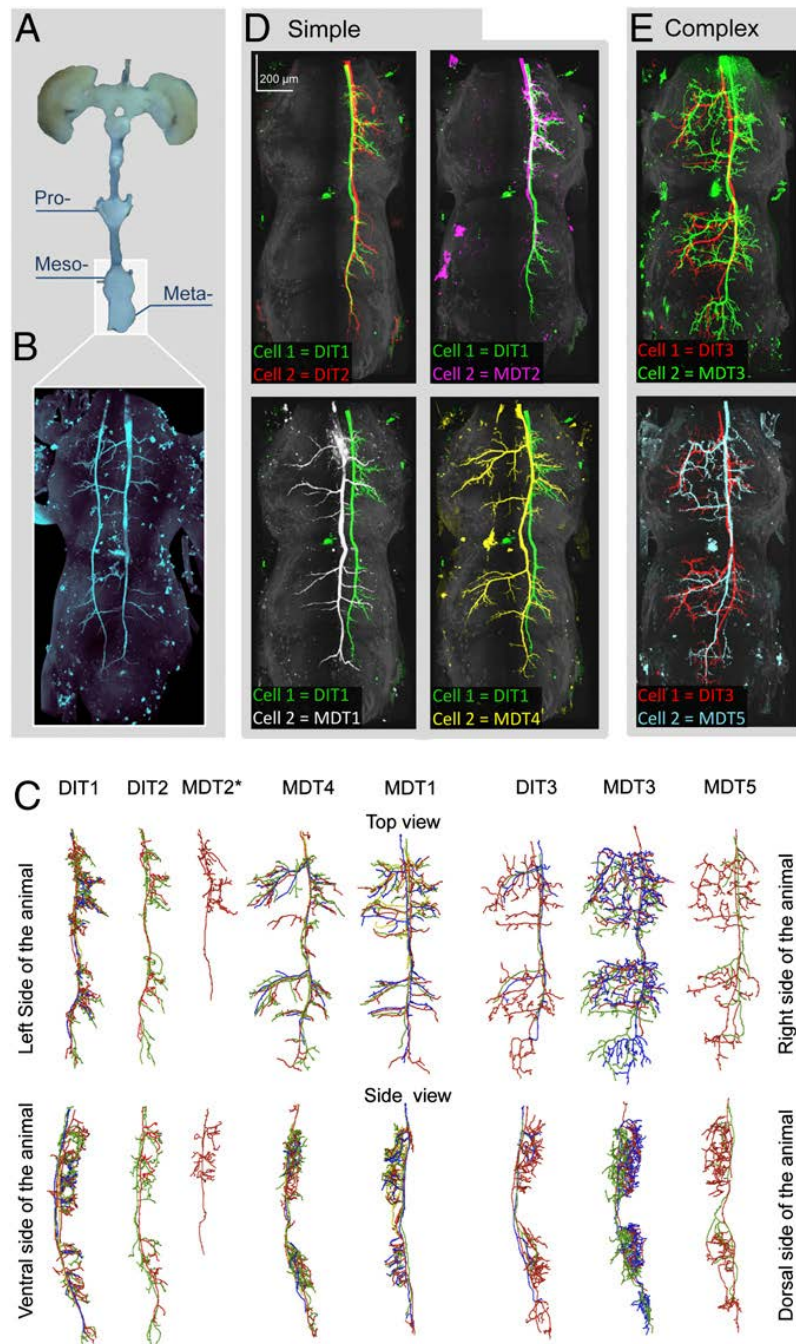 A
Pro-
Meso-
Meta-
B
D Simple
200 µm
Cell 1 = DIT1
Cell 2 = DIT2
Cell 1 = DIT1
Cell 2 = MDT2
Cell 1 = DIT1
Cell 2 = MDT1
Cell 1 = DIT1
Cell 2 = MDT4
E Complex
Cell 1 = DIT3
Cell 2 = MDT3
Cell 1 = DIT3
Cell 2 = MDT5
C
DIT1 DIT2 MDT2* MDT4 MDT1 DIT3 MDT3 MDT5
Top view
Left Side of the animal
Right side of the animal
Side view
Ventral side of the animal
Dorsal side of the animal